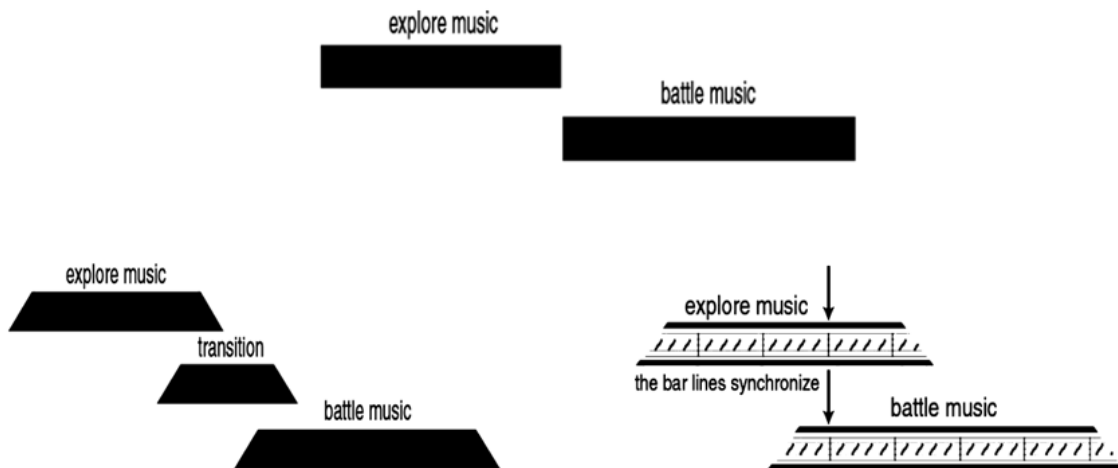 explore music
battle music
explore music
transition
battle music
explore music
the bar lines synchronize
battle music